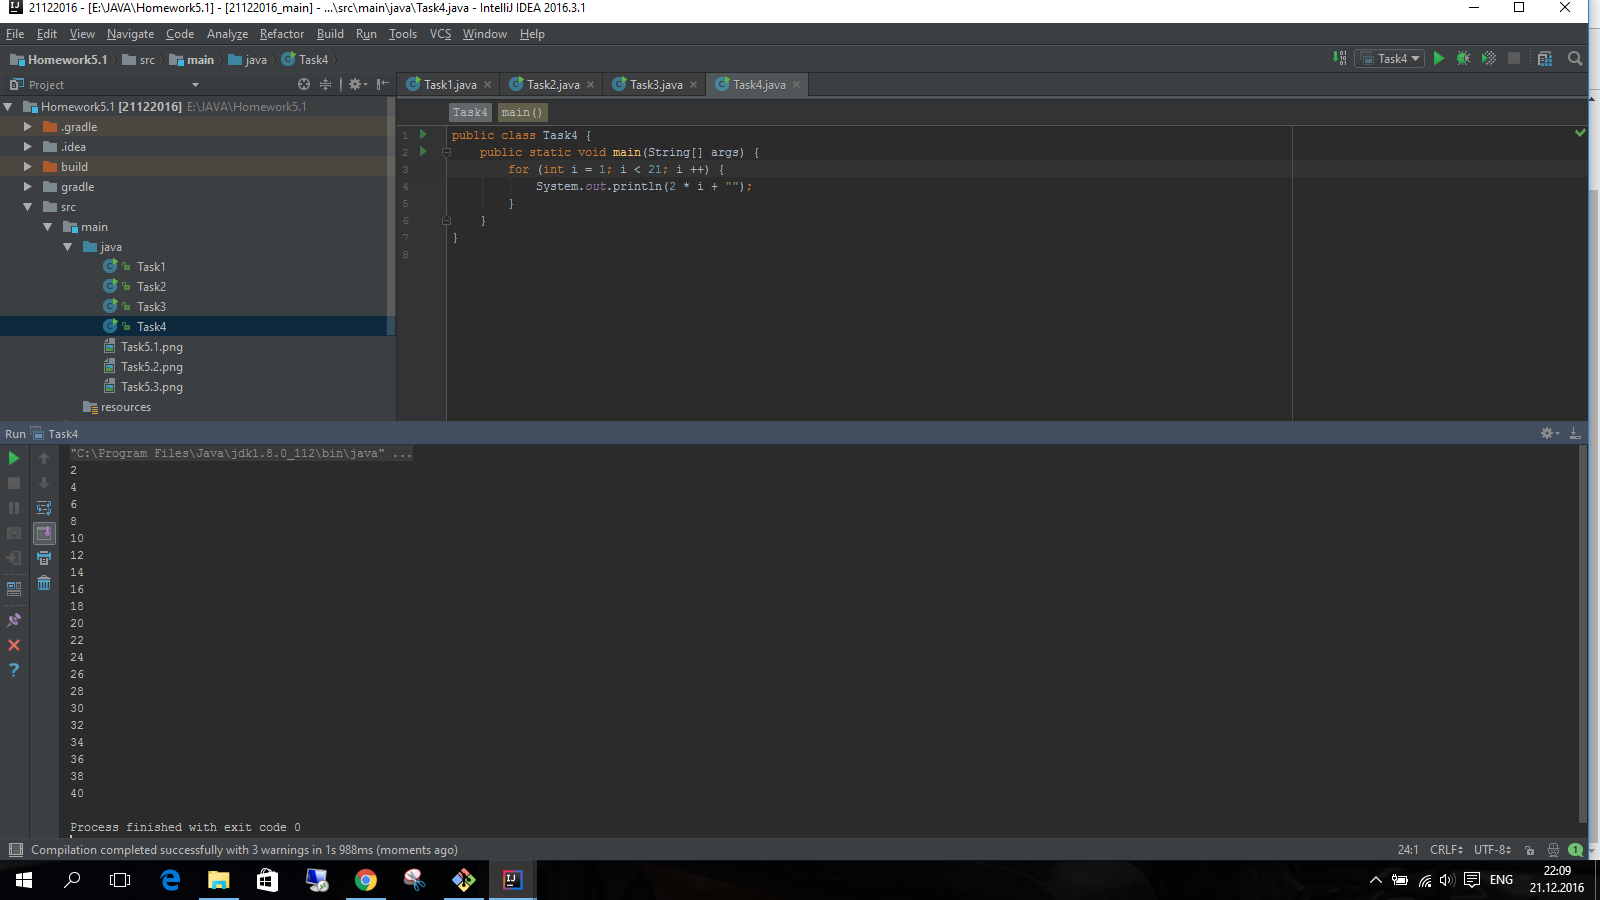 21122016 - [E:\JAVA\Homework5.1] - [21122016_main] - ...\src\main\java\Task4.java - IntelliJ IDEA 2016.3.1
File Edit View Navigate Code Analyze Refactor Build Run Tools VCS Window Help
Homework5.1 src main java Task4
Task4
Project
Task1.java Task2.java Task3.java Task4.java
Homework5.1 [21122016] E:\JAVA\Homework5.1
.gradle
.idea
build
gradle
src
main
java
Task1
Task2
Task3
Task4
Task5.1.png
Task5.2.png
Task5.3.png
resources
Task4 main()
1 public class Task4 {
2 public static void main(String[] args) {
3 for (int i = 1; i < 21; i ++) {
4 System.out.println(2 * i + "");
5 }
6 }
7 }
8
Run Task4
"C:\Program Files\Java\jdk1.8.0_112\bin\java" ...
2
4
6
8
10
12
14
16
18
20
22
24
26
28
30
32
34
36
38
40
Process finished with exit code 0
Compilation completed successfully with 3 warnings in 1s 988ms (moments ago)
24:1 CRLF UTF-8 1
ENG
22:09
21.12.2016